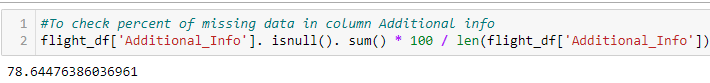 1 #To check percent of missing data in column Additional info
2 flight_df['Additional_Info']. isnull(). sum() * 100 / len(flight_df['Additional_Info'])
78.64476386036961